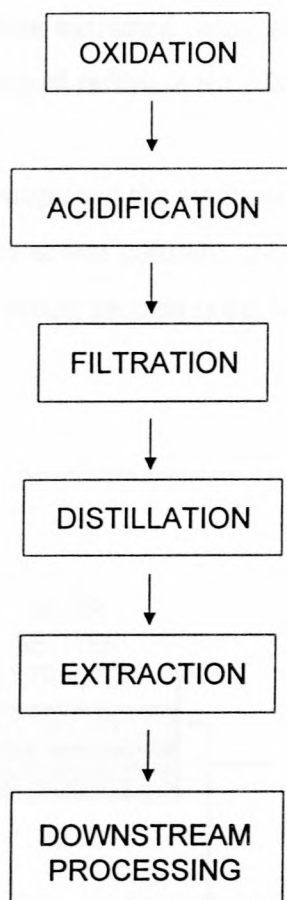 OXIDATION
ACIDIFICATION
FILTRATION
DISTILLATION
EXTRACTION
DOWNSTREAM
PROCESSING